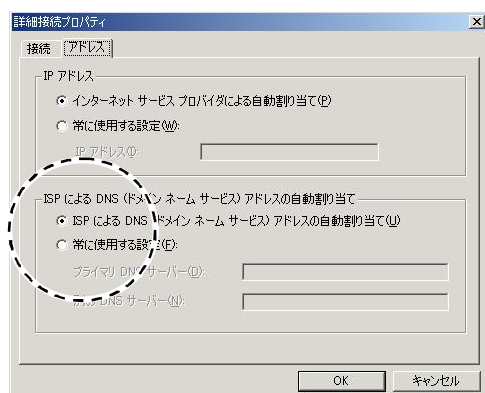 詳細接続プロパティ
接続 アドレス
IP アドレス
インターネット サービス プロバイダによる自動割り当て(P)
常に使用する設定(W):
IP アドレス(I):
ISP による DNS (ドメイン ネーム サービス) アドレスの自動割り当て
ISP による DNS (ドメイン ネーム サービス) アドレスの自動割り当て(U)
常に使用する設定(F):
プライマリ DNS サーバー(D):
別の DNS サーバー(N):
OK キャンセル